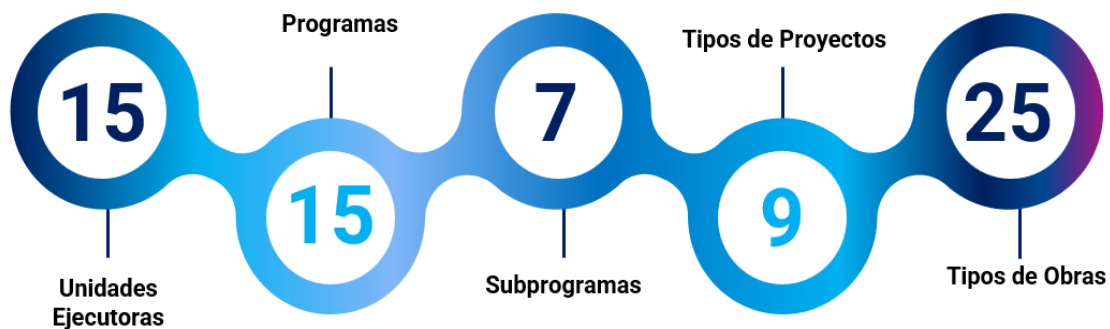 15
Unidades
Ejecutoras
Programas
15
7
Subprogramas
Tipos de Proyectos
9
25
Tipos de Obras